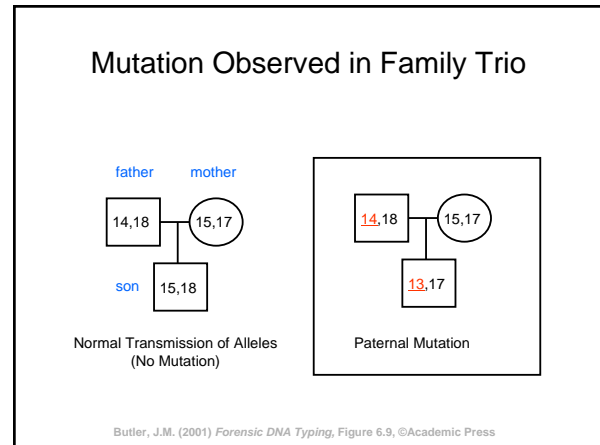 Mutation Observed in Family Trio
father mother
14,18 15,17
son 15,18
Normal Transmission of Alleles
(No Mutation)
14,18 15,17
13,17
Paternal Mutation
Butler, J.M. (2001) Forensic DNA Typing, Figure 6.9, ©Academic Press